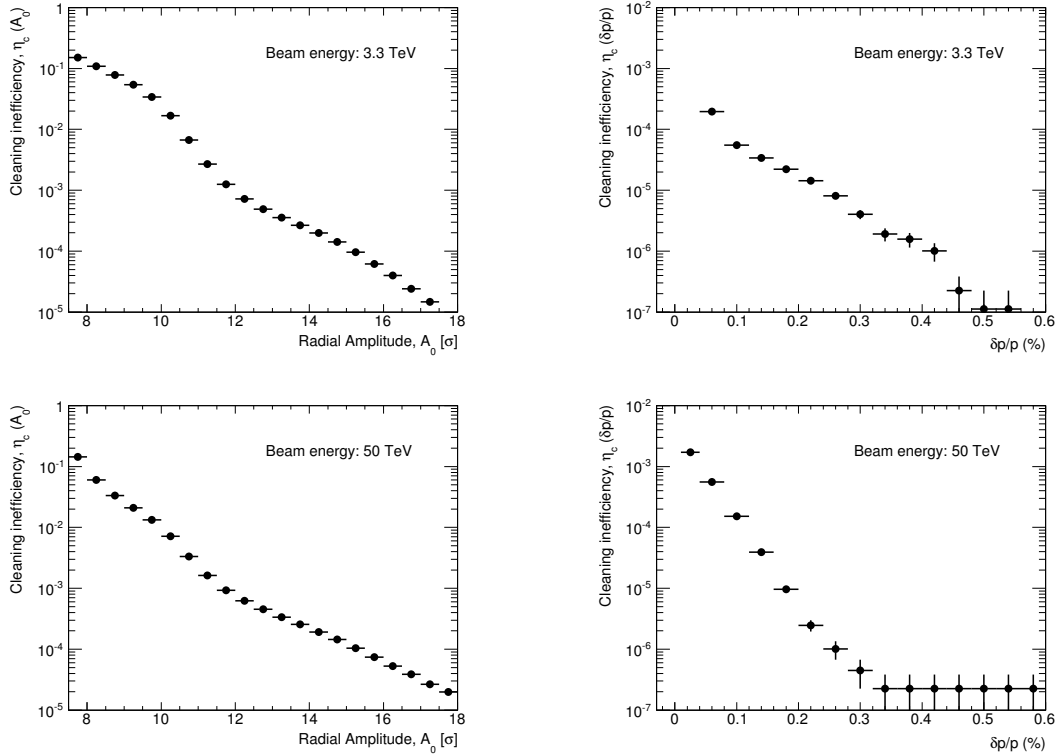 Cleaning inefficiency, η_c (A_0)
1
10^-1
10^-2
10^-3
10^-4
10^-5
Beam energy: 3.3 TeV
8 10 12 14 16 18
Radial Amplitude, A_0 [σ]
Cleaning inefficiency, η_c (δp/p)
10^-2
10^-3
10^-4
10^-5
10^-6
10^-7
Beam energy: 3.3 TeV
0 0.1 0.2 0.3 0.4 0.5 0.6
δp/p (%)
Cleaning inefficiency, η_c (A_0)
1
10^-1
10^-2
10^-3
10^-4
10^-5
Beam energy: 50 TeV
8 10 12 14 16 18
Radial Amplitude, A_0 [σ]
Cleaning inefficiency, η_c (δp/p)
10^-2
10^-3
10^-4
10^-5
10^-6
10^-7
Beam energy: 50 TeV
0 0.1 0.2 0.3 0.4 0.5 0.6
δp/p (%)